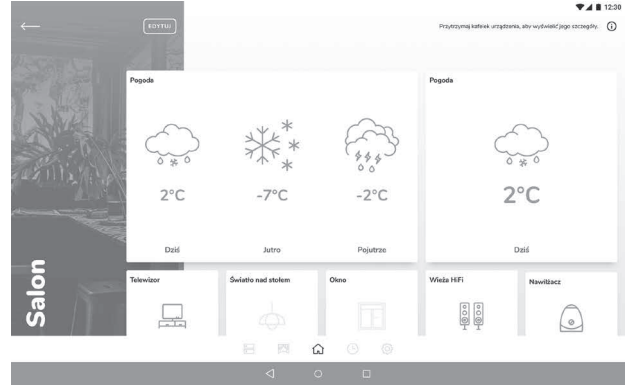 12:30
EDYTUJ
Przytrzymaj kafelek urządzenia, aby wyświetlić jego szczegóły.
Pogoda
2°C
-7°C
-2°C
Dziś
Jutro
Pojutrze
Pogoda
2°C
Dziś
Salon
Telewizor
Światło nad stołem
Okno
Wieża HiFi
Nawilżacz